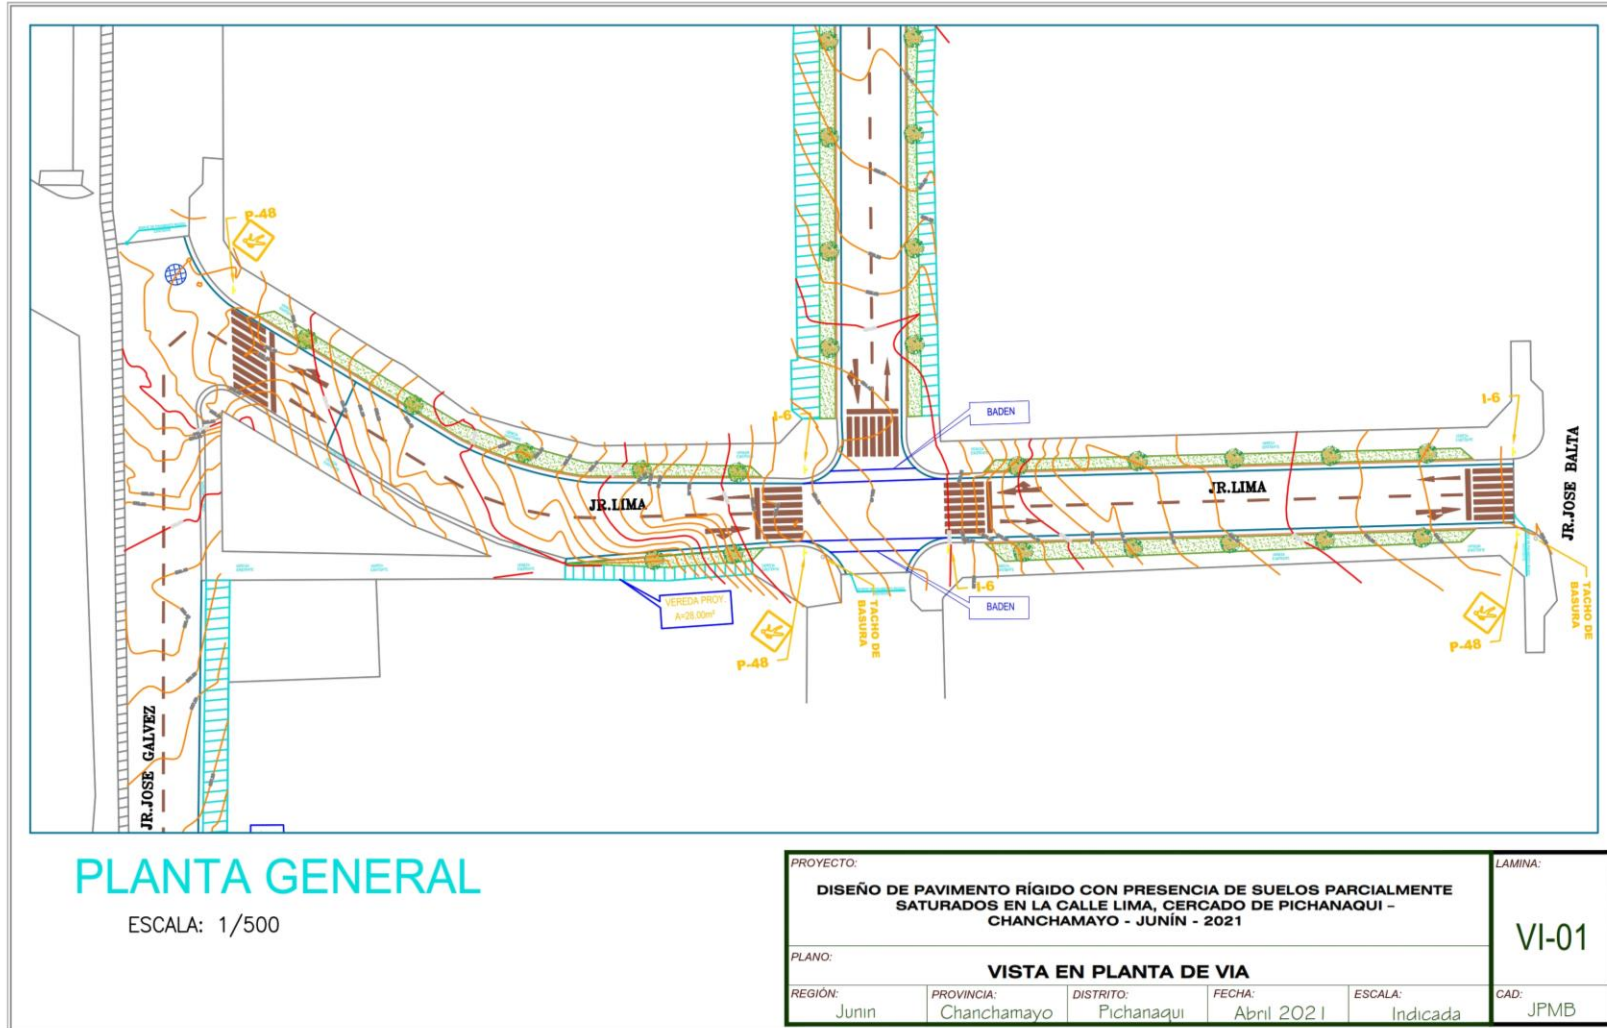 P-48
I-6
BADEN
I-6
JR.LIMA
JR.LIMA
JR.JOSE BALTA
I-6
BADEN
VEREDA PROY.
A=28.00m²
TACHO DE
BASURA
TACHO DE
BASURA
P-48
P-48
JR.JOSE GALVEZ
PLANTA GENERAL
ESCALA: 1/500
PROYECTO:
DISEÑO DE PAVIMENTO RÍGIDO CON PRESENCIA DE SUELOS PARCIALMENTE
SATURADOS EN LA CALLE LIMA, CERCADO DE PICHANAQUI –
CHANCHAMAYO - JUNÍN - 2021
LAMINA:
VI-01
PLANO:
VISTA EN PLANTA DE VIA
REGIÓN:
Junin
PROVINCIA:
Chanchamayo
DISTRITO:
Pichanaqui
FECHA:
Abril 2021
ESCALA:
Indicada
CAD:
JPMB